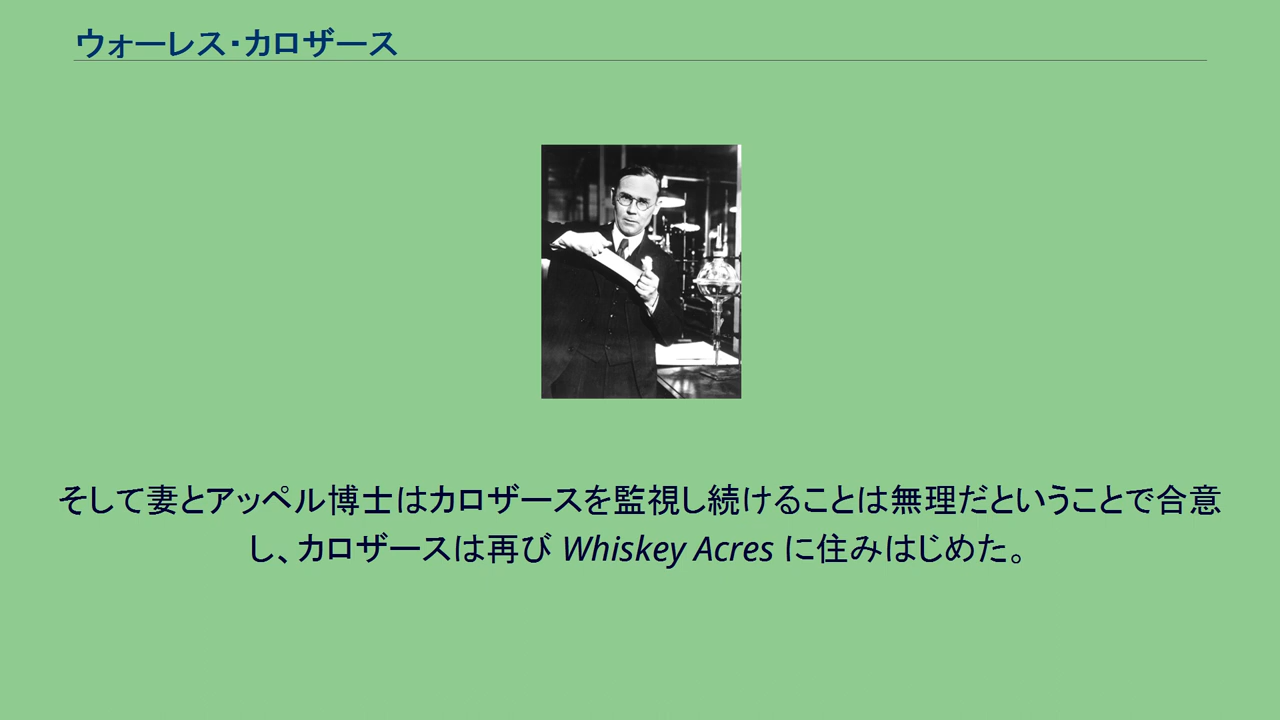 ウォーレス・カロザース
そして妻とアッペル博士はカロザースを監視し続けることは無理だということで合意
し、カロザースは再び Whiskey Acres に住みはじめた。